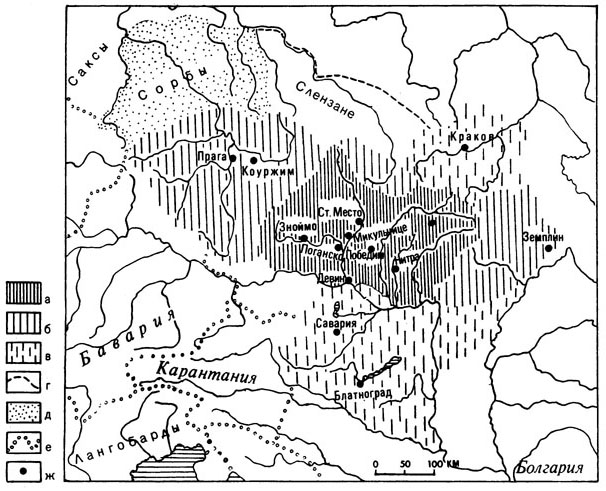 Саксы
Сорбы
Слензане
Краков
Прага
Коуржим
Ст. Место
Микульчице
Зноймо
Поганско
Победим
Нитра
Земплин
Девин
Савария
Бавария
Карантания
Блатноград
Лангобарды
Болгария
0 50 100 КМ
а
б
в
г
д
е
ж